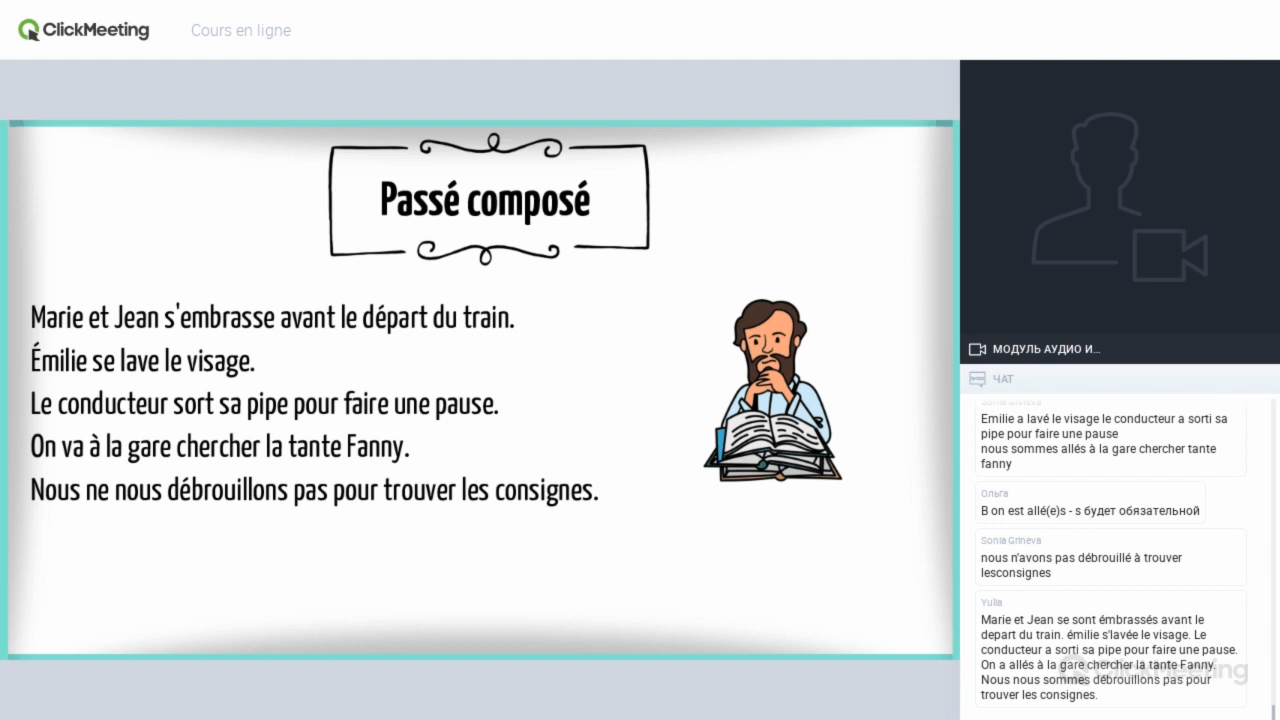 ClickMeeting
Cours en ligne
Passé composé
Marie et Jean s'embrasse avant le départ du train.
Émilie se lave le visage.
Le conducteur sort sa pipe pour faire une pause.
On va à la gare chercher la tante Fanny.
Nous ne nous débrouillons pas pour trouver les consignes.
МОДУЛЬ АУДИО И...
ЧАТ
Sonia Grineva
Emilie a lavé le visage le conducteur a sorti sa
pipe pour faire une pause
nous sommes allés à la gare chercher tante
fanny
Ольга
В on est allé(e)s - s будет обязательной
Sonia Grineva
nous n'avons pas débrouillé à trouver
lesconsignes
Yulia
Marie et Jean se sont émbrassés avant le
depart du train. émilie s'lavée le visage. Le
conducteur a sorti sa pipe pour faire une pause.
On a allés à la gare chercher la tante Fanny.
Nous nous sommes débrouillons pas pour
trouver les consignes.
ClickMeeting